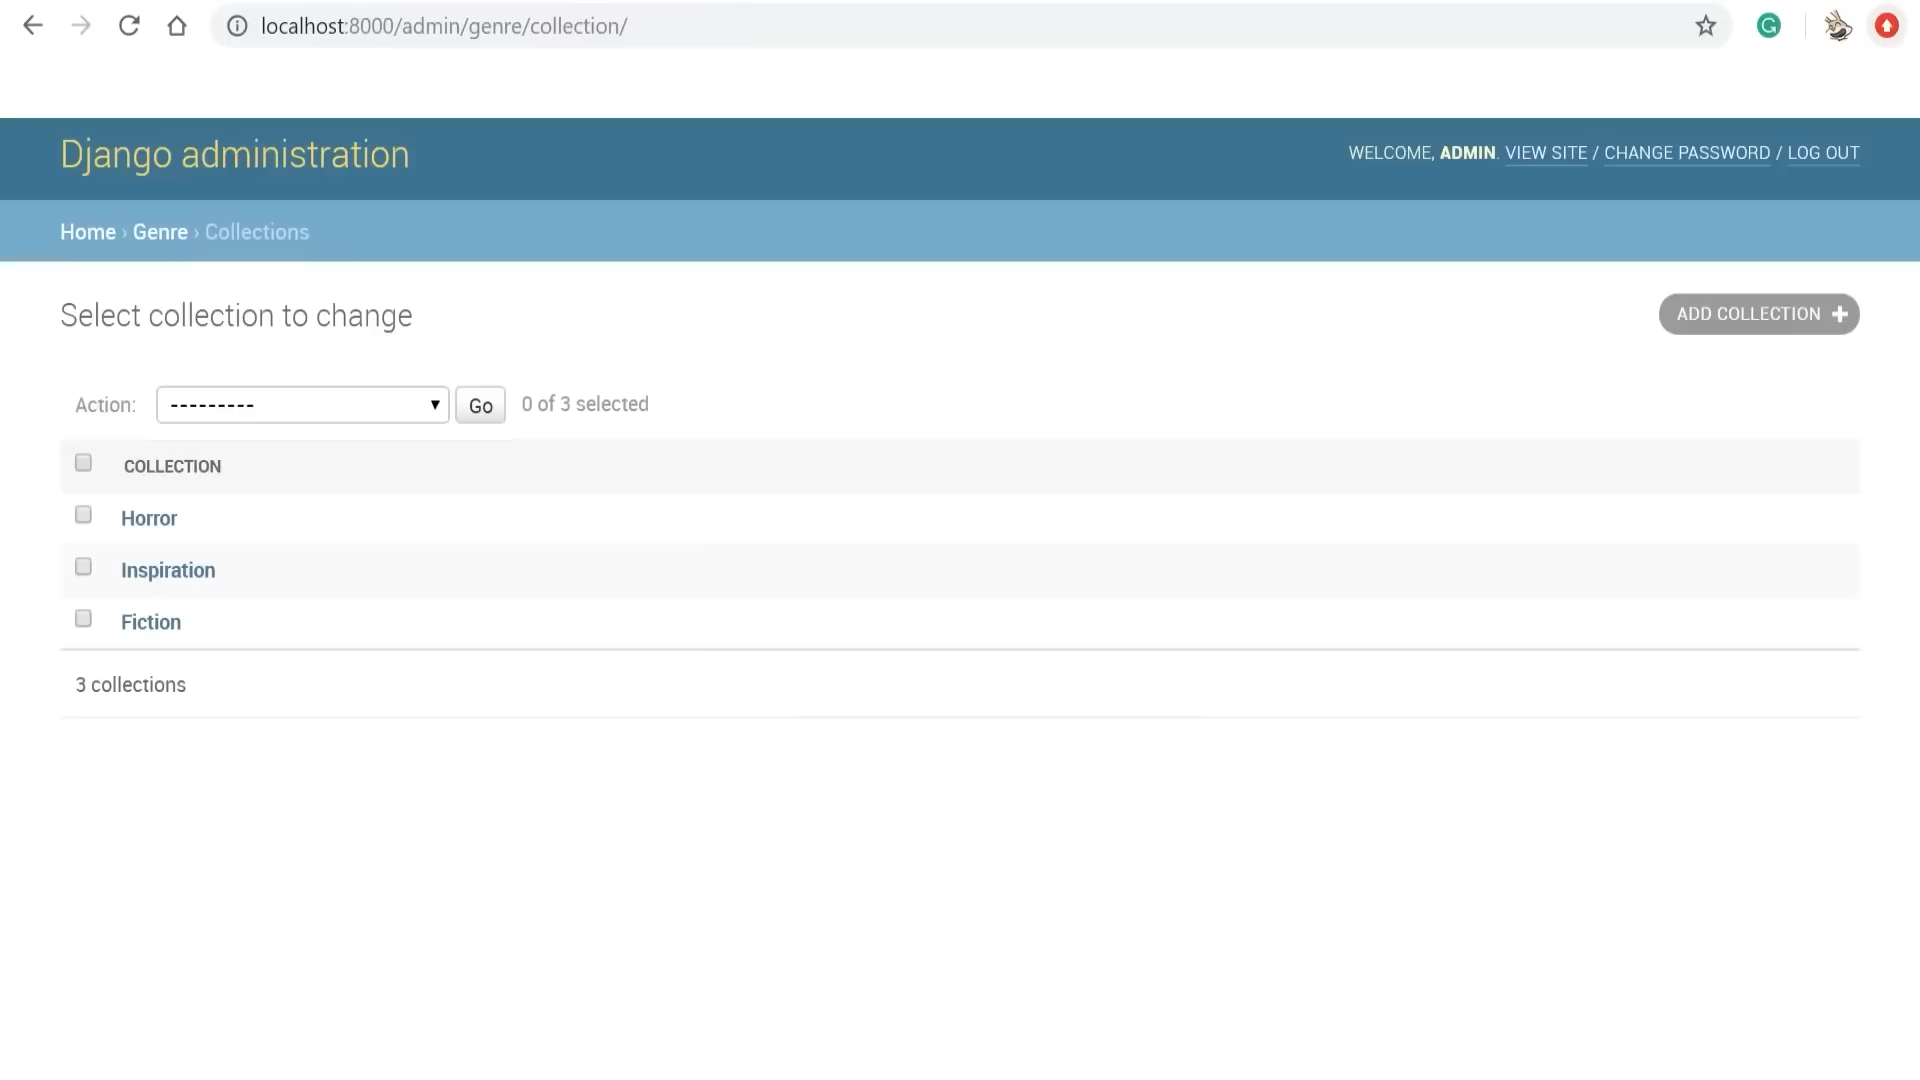 localhost:8000/admin/genre/collection/
Django administration
WELCOME, ADMIN. VIEW SITE / CHANGE PASSWORD / LOG OUT
Home › Genre › Collections
Select collection to change
ADD COLLECTION +
Action: --------- Go 0 of 3 selected
COLLECTION
Horror
Inspiration
Fiction
3 collections